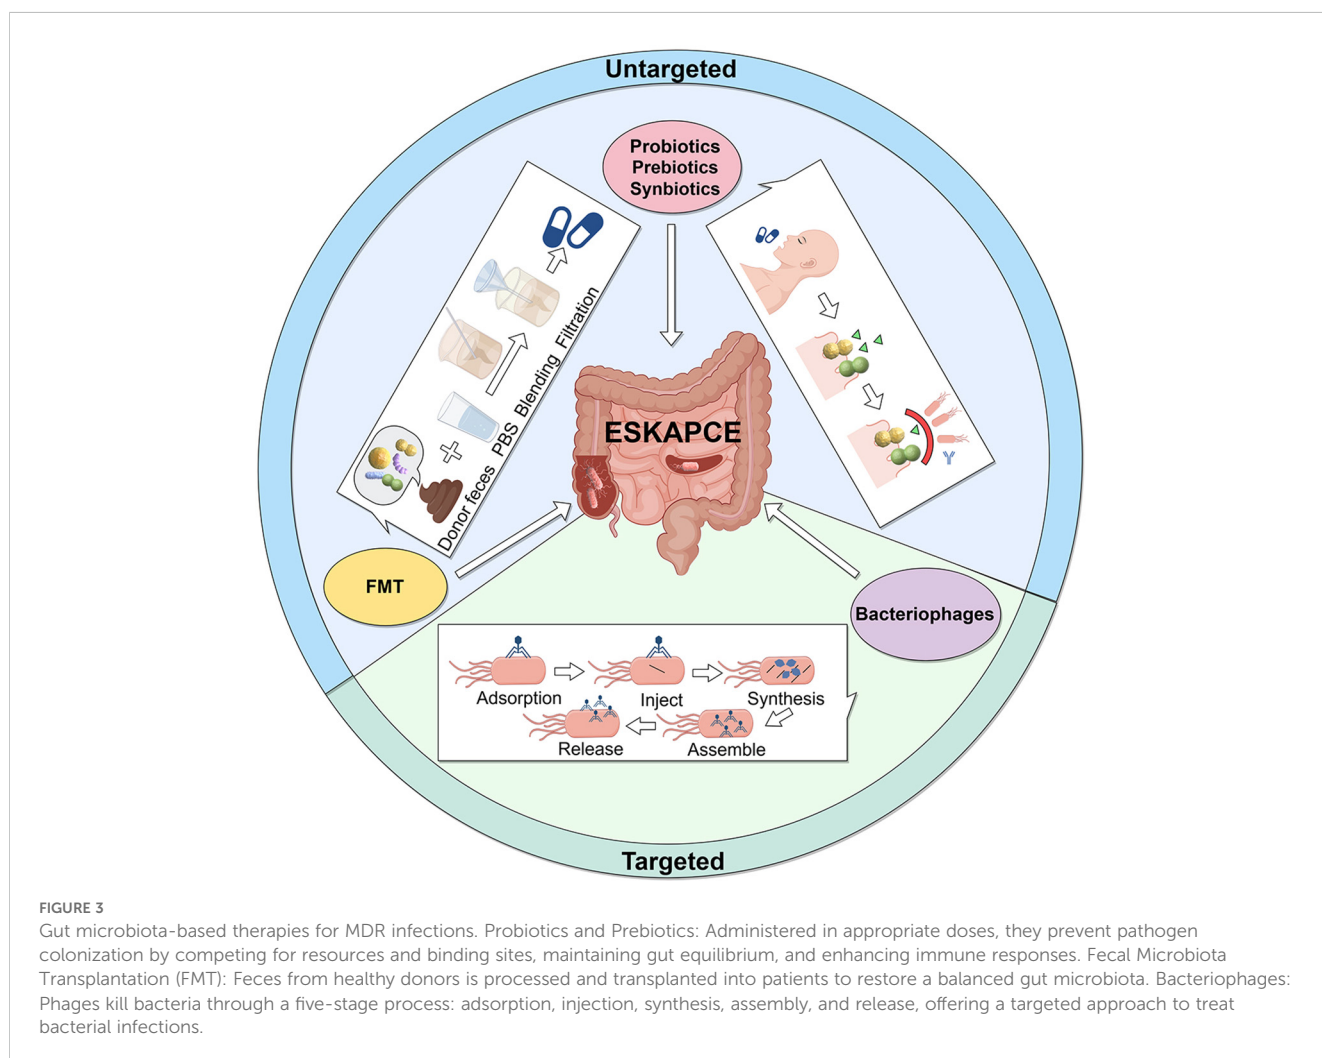 Untargeted
Probiotics
Prebiotics
Synbiotics
Donor feces PBS Blending Filtration
ESKAPCE
FMT
Bacteriophages
Adsorption
Inject
Synthesis
Release
Assemble
Targeted
FIGURE 3
Gut microbiota-based therapies for MDR infections. Probiotics and Prebiotics: Administered in appropriate doses, they prevent pathogen
colonization by competing for resources and binding sites, maintaining gut equilibrium, and enhancing immune responses. Fecal Microbiota
Transplantation (FMT): Feces from healthy donors is processed and transplanted into patients to restore a balanced gut microbiota. Bacteriophages:
Phages kill bacteria through a five-stage process: adsorption, injection, synthesis, assembly, and release, offering a targeted approach to treat
bacterial infections.